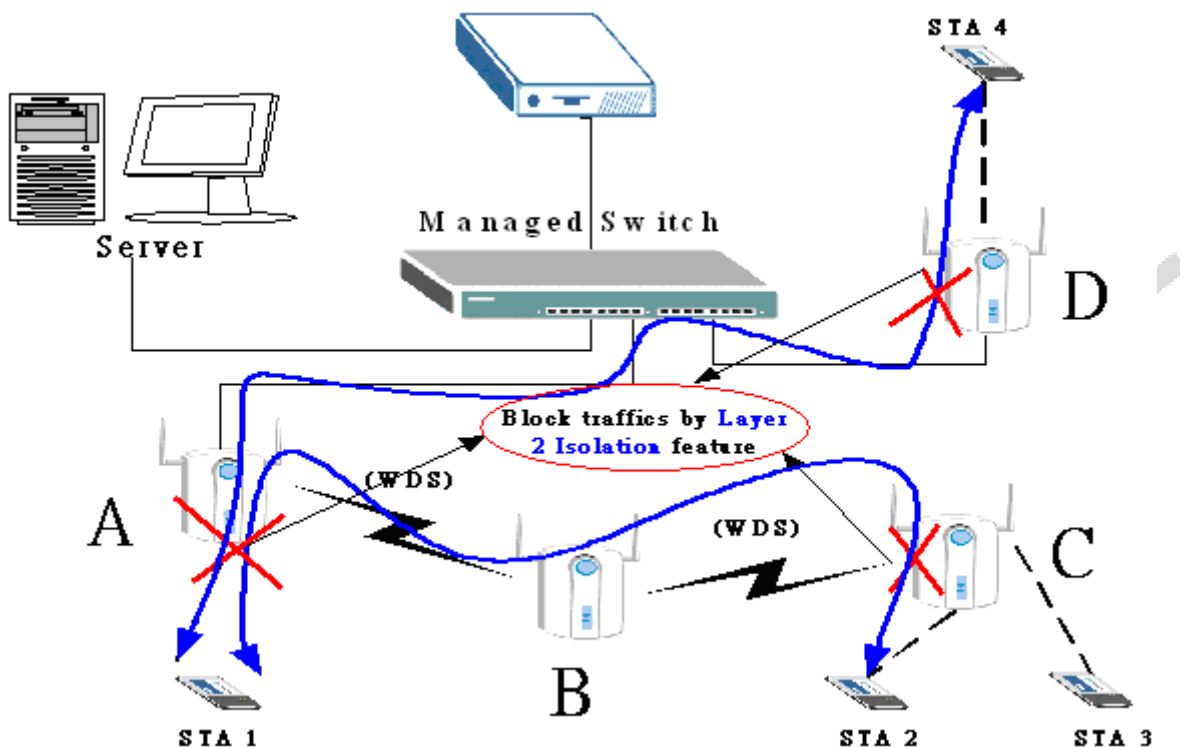 STA 4
Managed Switch
Server
D
Block traffics by Layer
2 Isolation feature
(WDS)
A
(WDS)
C
B
STA 1
STA 2
STA 3